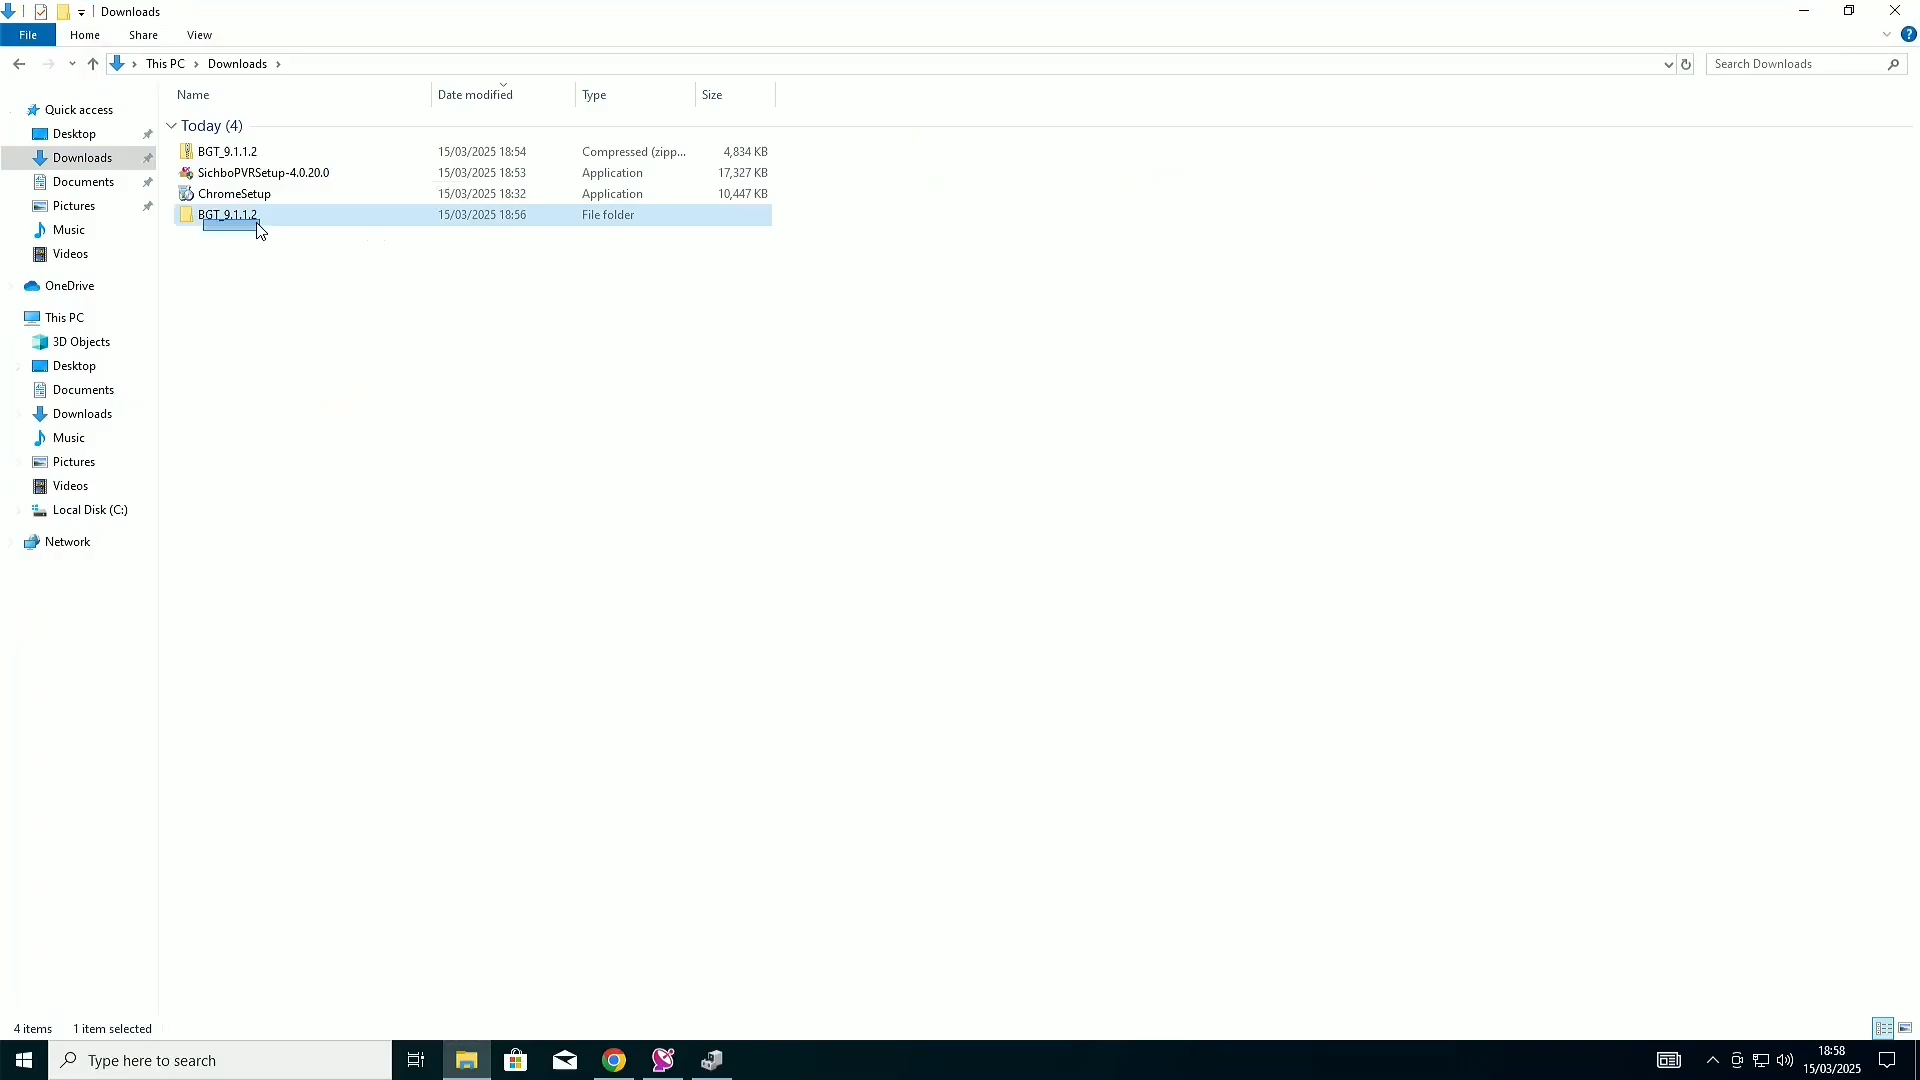 Downloads
File Home Share View
This PC Downloads Search Downloads
Name Date modified Type Size
Today (4)
BGT_9.1.1.2 15/03/2025 18:54 Compressed (zipp... 4,834 KB
SichboPVRSetup-4.0.20.0 15/03/2025 18:53 Application 17,327 KB
ChromeSetup 15/03/2025 18:32 Application 10,447 KB
BGT_9.1.1.2 15/03/2025 18:56 File folder
Quick access
Desktop
Downloads
Documents
Pictures
Music
Videos
OneDrive
This PC
3D Objects
Desktop
Documents
Downloads
Music
Pictures
Videos
Local Disk (C:)
Network
4 items 1 item selected
Type here to search
18:58
15/03/2025